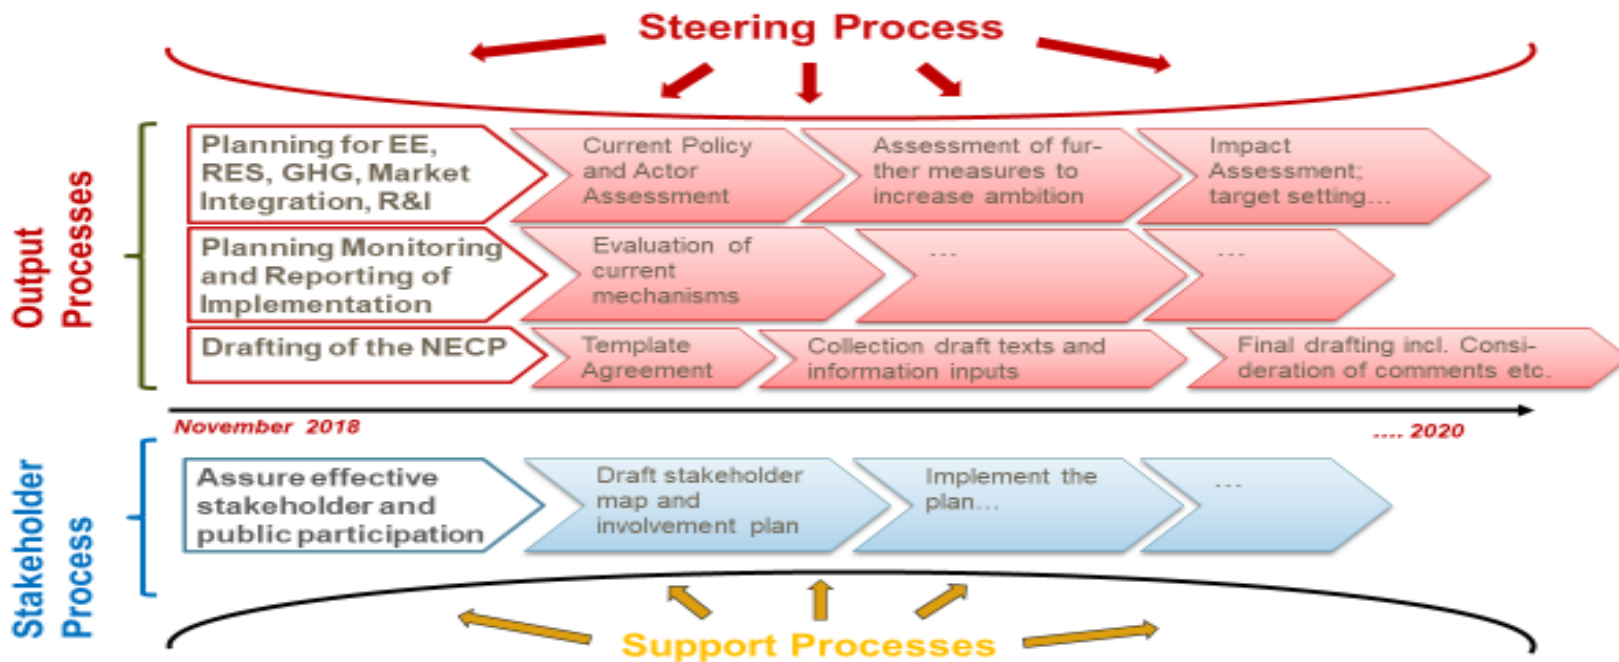 Steering Process
Output
Processes
Planning for EE,
RES, GHG, Market
Integration, R&I
Current Policy
and Actor
Assessment
Assessment of fur-
ther measures to
increase ambition
Impact
Assessment;
target setting...
Planning Monitoring
and Reporting of
Implementation
Evaluation of
current
mechanisms
...
...
Drafting of the NECP
Template
Agreement
Collection draft texts and
information inputs
Final drafting incl. Consi-
deration of comments etc.
November 2018
.... 2020
Stakeholder
Process
Assure effective
stakeholder and
public participation
Draft stakeholder
map and
involvement plan
Implement the
plan...
...
Support Processes